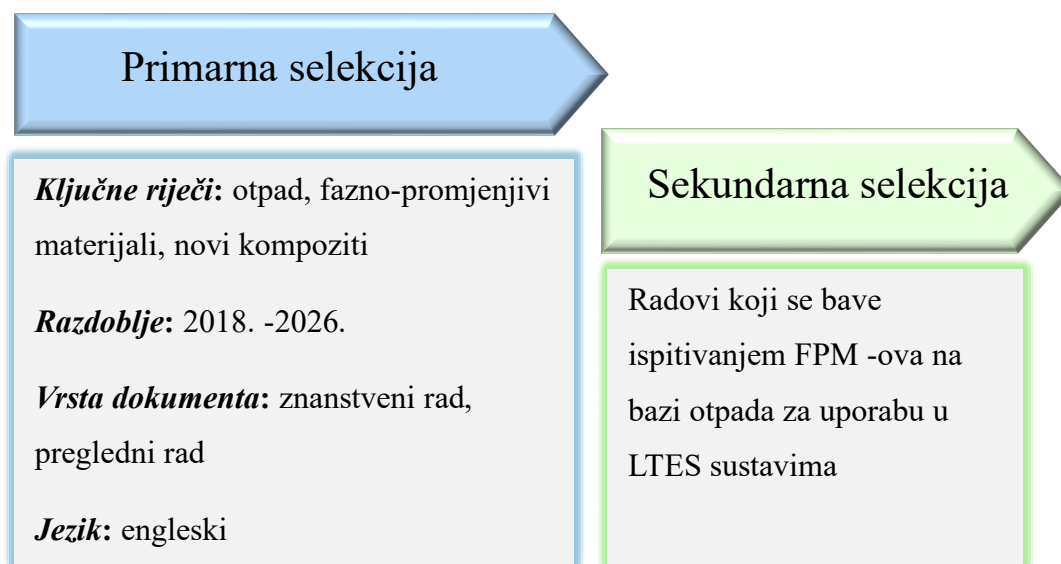 Primarna selekcija
Ključne riječi: otpad, fazno-promjenjivi
materijali, novi kompoziti
Razdoblje: 2018. -2026.
Vrsta dokumenta: znanstveni rad,
pregledni rad
Jezik: engleski
Sekundarna selekcija
Radovi koji se bave
ispitivanjem FPM -ova na
bazi otpada za uporabu u
LTES sustavima